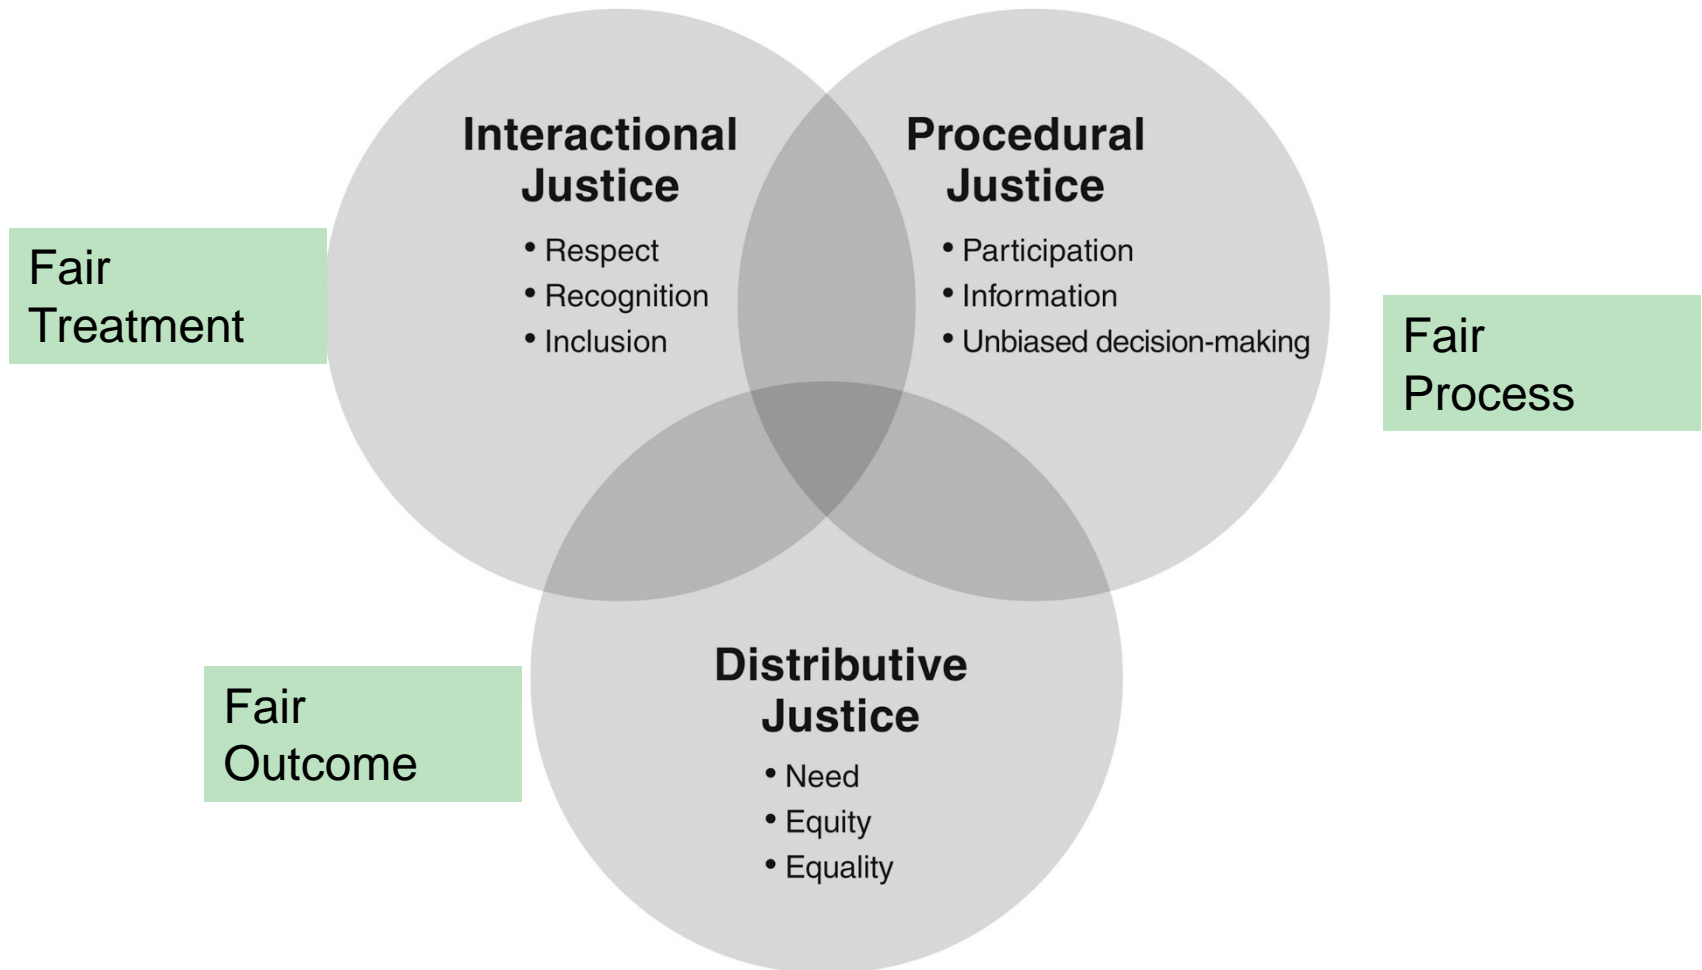 Interactional
Justice
• Respect
• Recognition
• Inclusion
Procedural
Justice
• Participation
• Information
• Unbiased decision-making
Fair
Treatment
Fair
Process
Distributive
Justice
• Need
• Equity
• Equality
Fair
Outcome